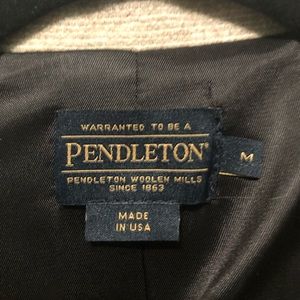 WARRANTED TO BE A
PENDLETON®
M
PENDLETON WOOLEN MILLS
SINCE 1863
MADE
IN USA